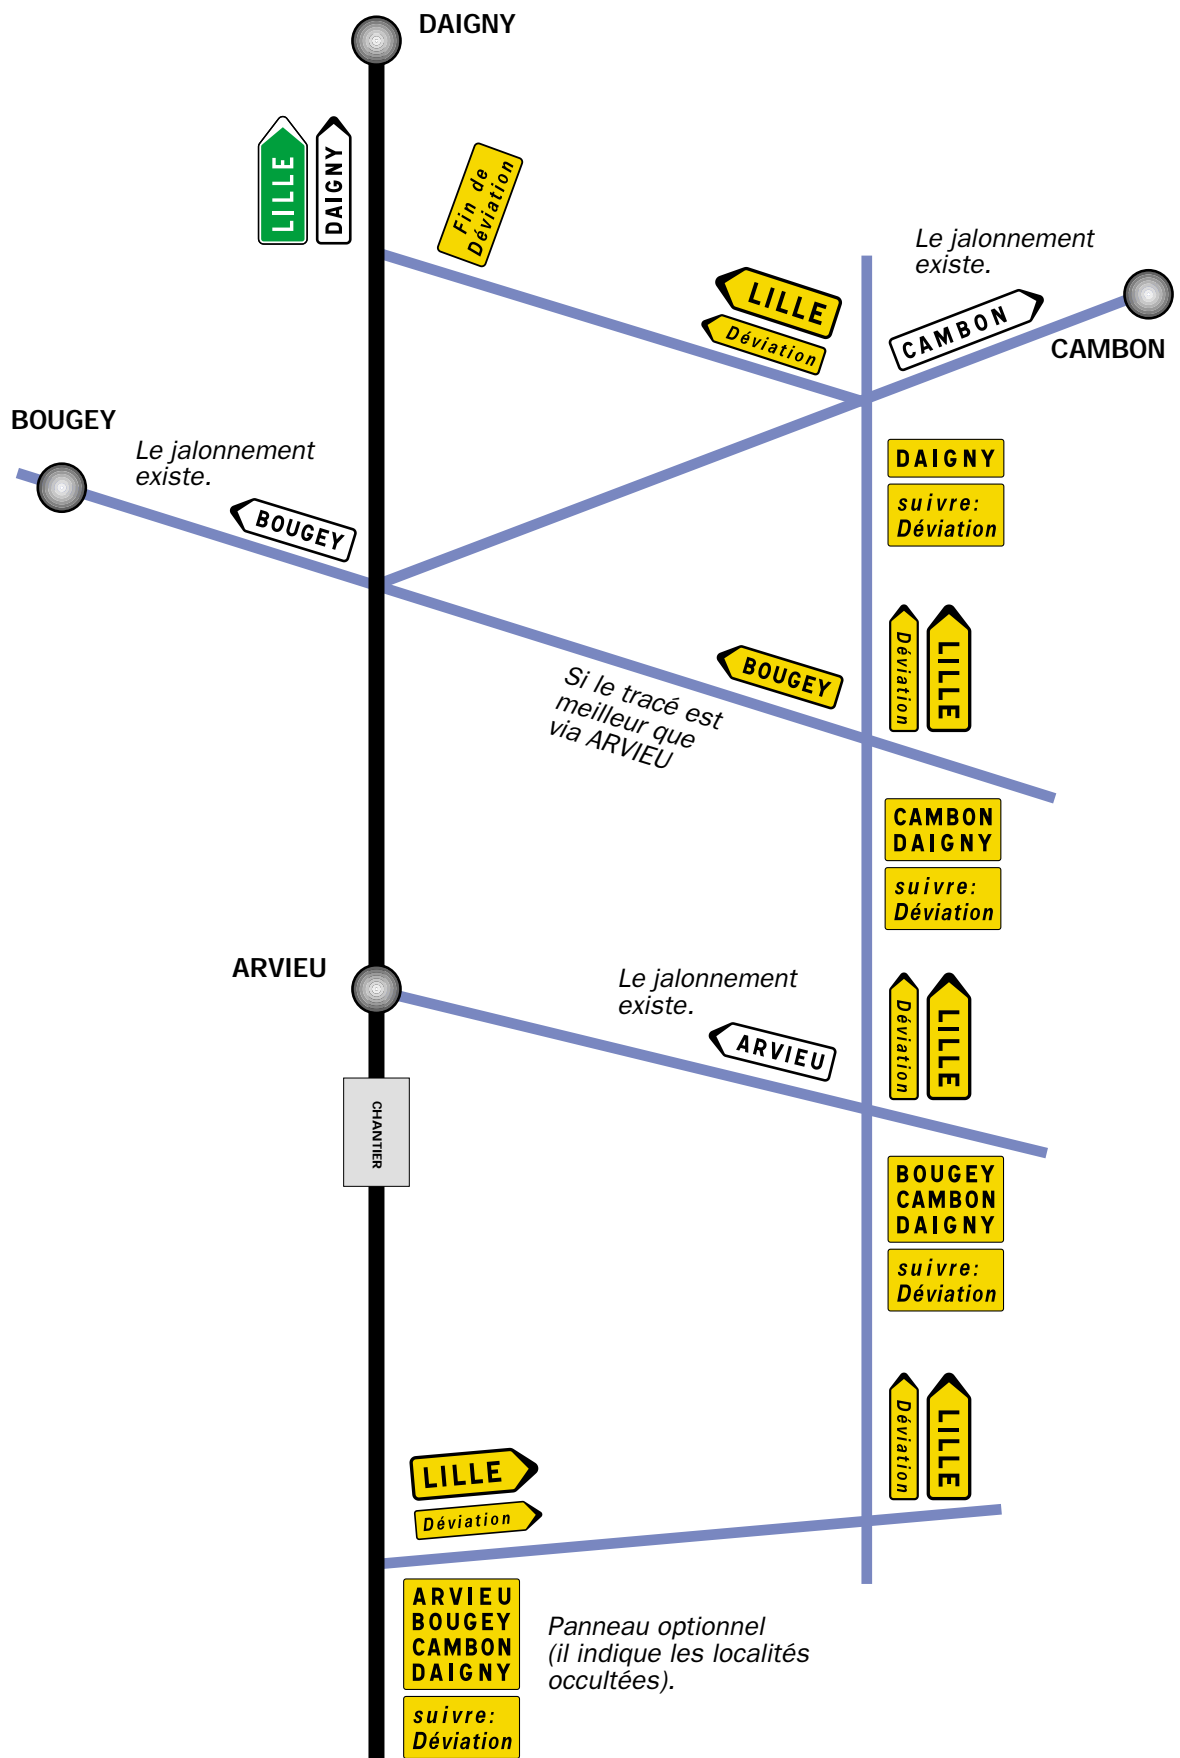 DAIGNY
LILLE
DAIGNY
Fin de
Déviation
Le jalonnement
existe.
LILLE
Déviation
CAMBON
CAMBON
BOUGEY
Le jalonnement
existe.
BOUGEY
DAIGNY
suivre:
Déviation
Déviation
LILLE
BOUGEY
Si le tracé est
meilleur que
via ARVIEU
CAMBON
DAIGNY
suivre:
Déviation
ARVIEU
Le jalonnement
existe.
ARVIEU
Déviation
LILLE
CHANTIER
BOUGEY
CAMBON
DAIGNY
suivre:
Déviation
Déviation
LILLE
LILLE
Déviation
ARVIEU
BOUGEY
CAMBON
DAIGNY
suivre:
Déviation
Panneau optionnel
(il indique les localités
occultées).